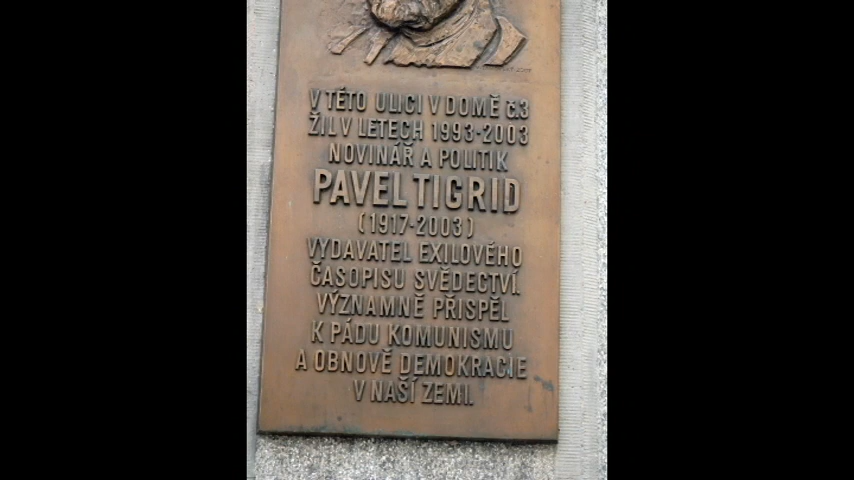 V TÉTO ULICI V DOMĚ č.3
ŽIL V LETECH 1993-2003
NOVINÁŘ A POLITIK
PAVEL TIGRID
(1917-2003)
VYDAVATEL EXILOVÉHO
ČASOPISU SVĚDECTVÍ.
VÝZNAMNĚ PŘISPĚL
K PÁDU KOMUNISMU
A OBNOVĚ DEMOKRACIE
V NAŠÍ ZEMI.